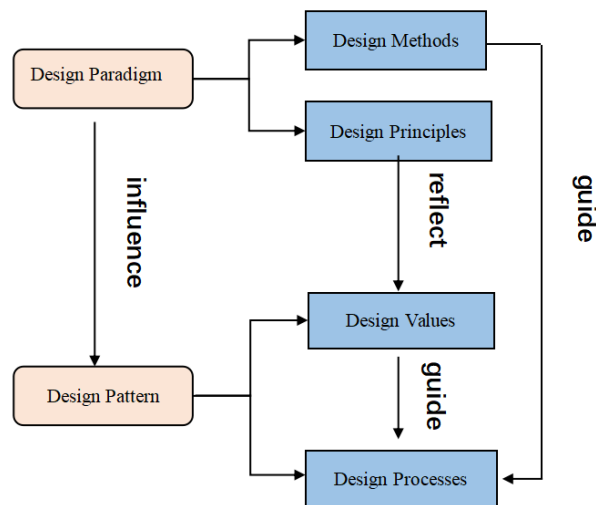 Design Methods
Design Paradigm
Design Principles
influence
reflect
guide
Design Values
guide
Design Pattern
Design Processes